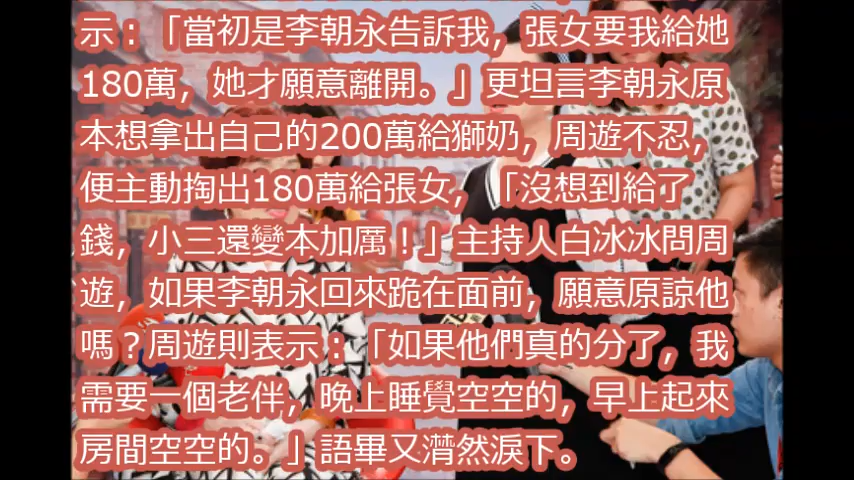 示：「當初是李朝永告訴我，張女要我給她
180萬，她才願意離開。」更坦言李朝永原
本想拿出自己的200萬給獅奶，周遊不忍，
便主動掏出180萬給張女，「沒想到給了
錢，小三還變本加厲！」主持人白冰冰問周
遊，如果李朝永回來跪在面前，願意原諒他
嗎？周遊則表示：「如果他們真的分了，我
需要一個老伴，晚上睡覺空空的，早上起來
房間空空的。」語畢又潸然淚下。